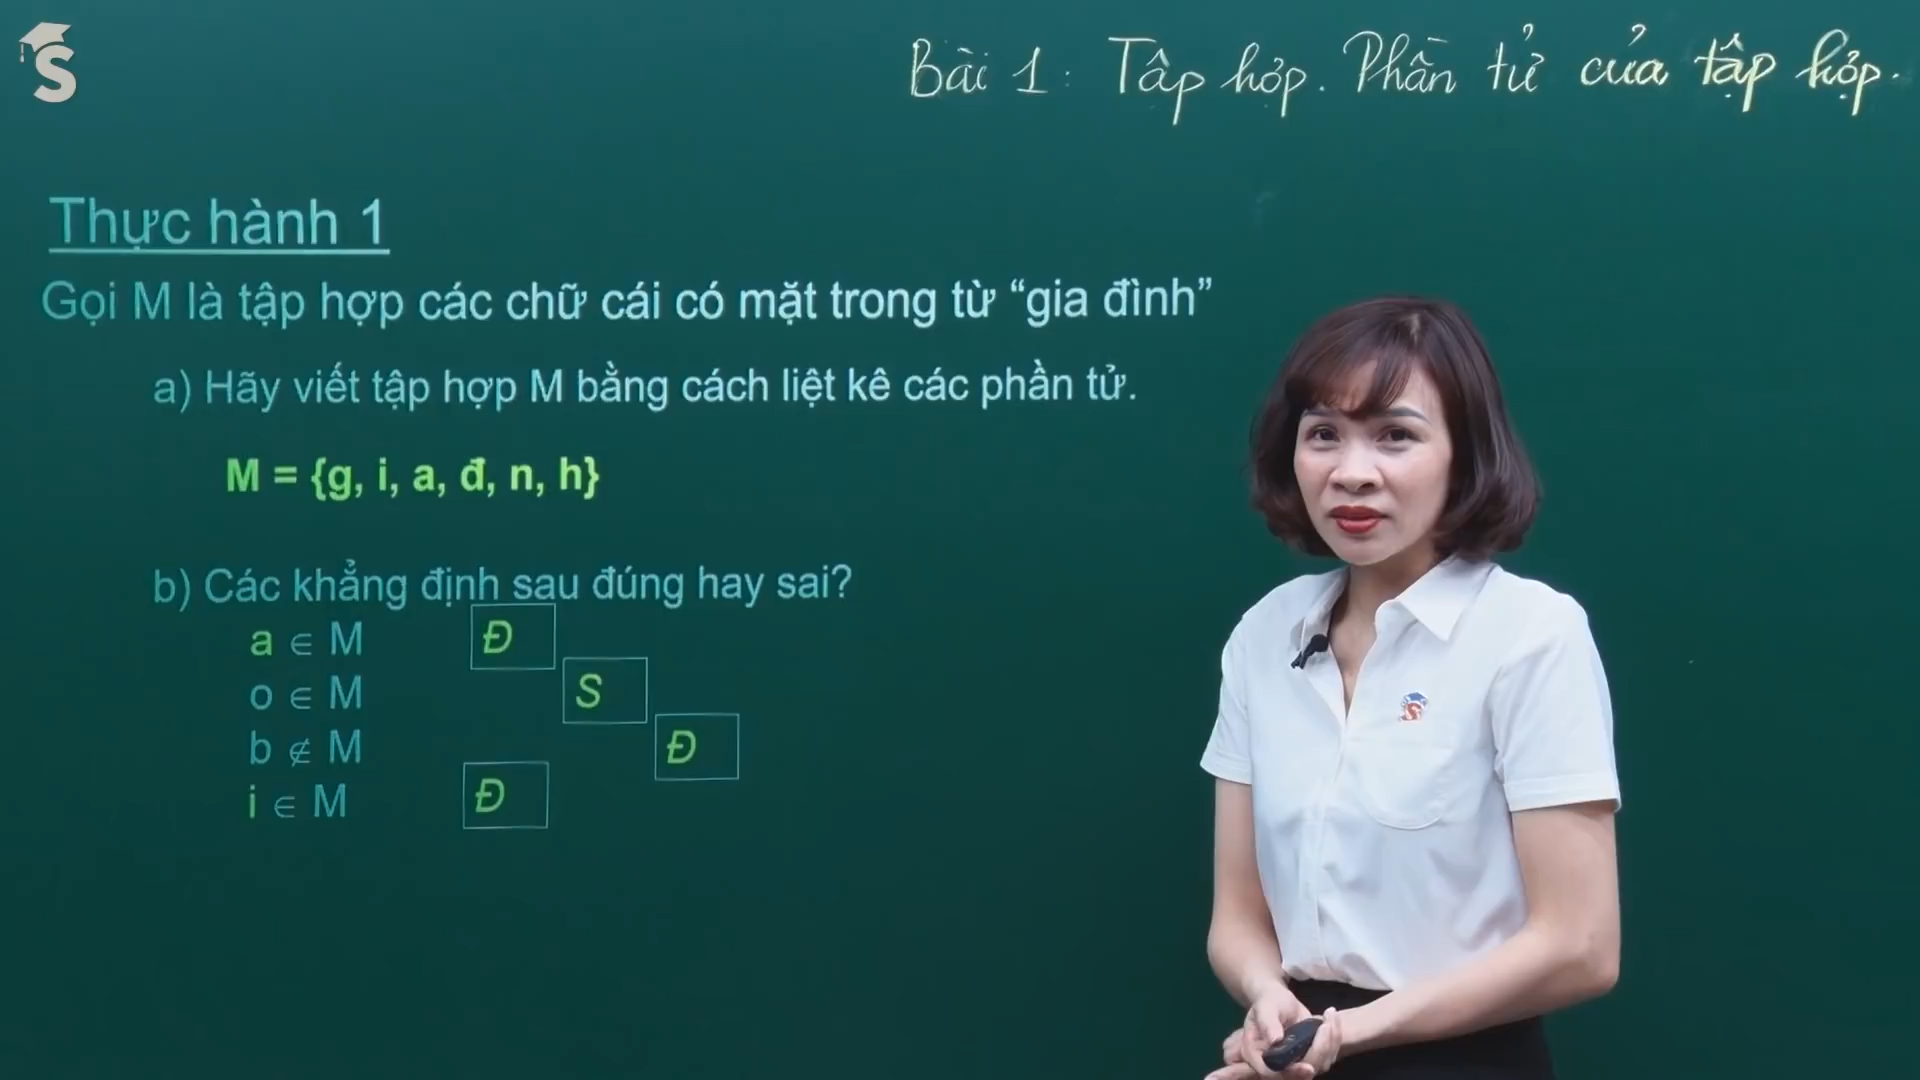 S
Bài 1: Tập hợp. Phần tử của tập hợp.
Thực hành 1
Gọi M là tập hợp các chữ cái có mặt trong từ “gia đình”
a) Hãy viết tập hợp M bằng cách liệt kê các phần tử.
M = {g, i, a, đ, n, h}
b) Các khẳng định sau đúng hay sai?
a ∈ M Đ
o ∈ M S
b ∉ M Đ
i ∈ M Đ